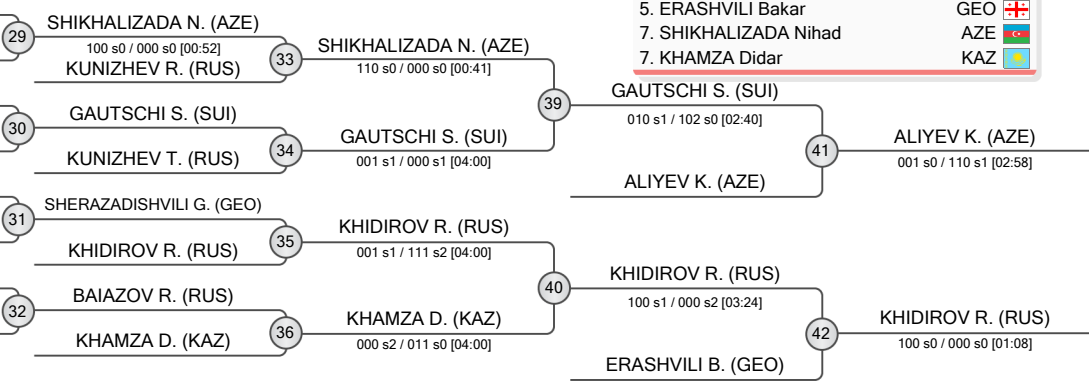 5. ERASHVILI Bakar GEO
7. SHIKHALIZADA Nihad AZE
7. KHAMZA Didar KAZ
29
SHIKHALIZADA N. (AZE)
100 s0 / 000 s0 [00:52]
KUNIZHEV R. (RUS)
33
SHIKHALIZADA N. (AZE)
110 s0 / 000 s0 [00:41]
30
GAUTSCHI S. (SUI)
KUNIZHEV T. (RUS)
34
GAUTSCHI S. (SUI)
001 s1 / 000 s1 [04:00]
39
GAUTSCHI S. (SUI)
010 s1 / 102 s0 [02:40]
ALIYEV K. (AZE)
41
ALIYEV K. (AZE)
001 s0 / 110 s1 [02:58]
31
SHERAZADISHVILI G. (GEO)
KHIDIROV R. (RUS)
35
KHIDIROV R. (RUS)
001 s1 / 111 s2 [04:00]
32
BAIAZOV R. (RUS)
KHAMZA D. (KAZ)
36
KHAMZA D. (KAZ)
000 s2 / 011 s0 [04:00]
40
KHIDIROV R. (RUS)
100 s1 / 000 s2 [03:24]
ERASHVILI B. (GEO)
42
KHIDIROV R. (RUS)
100 s0 / 000 s0 [01:08]